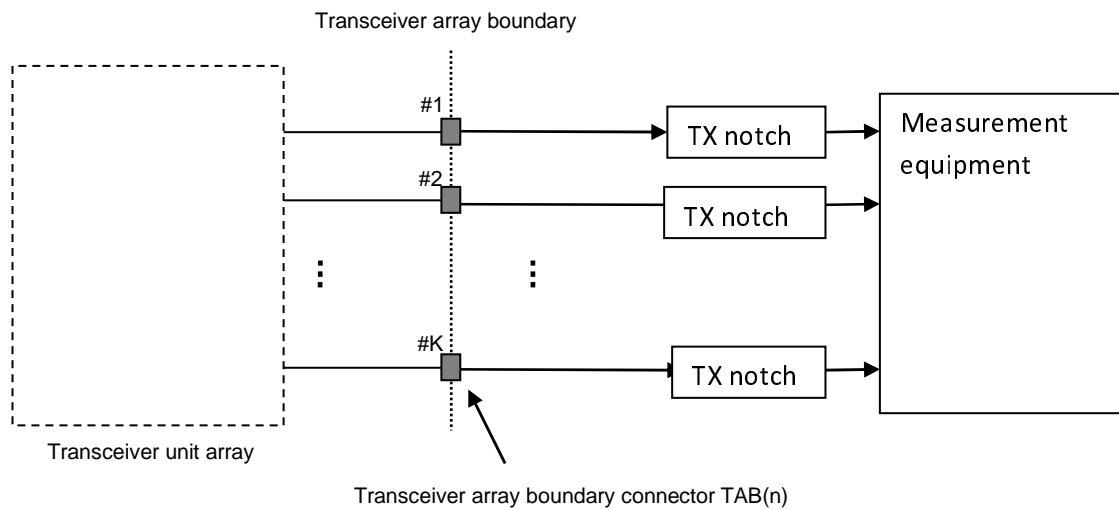 Transceiver array boundary
#1
TX notch
Measurement
equipment
#2
TX notch
#K
TX notch
Transceiver unit array
Transceiver array boundary connector TAB(n)